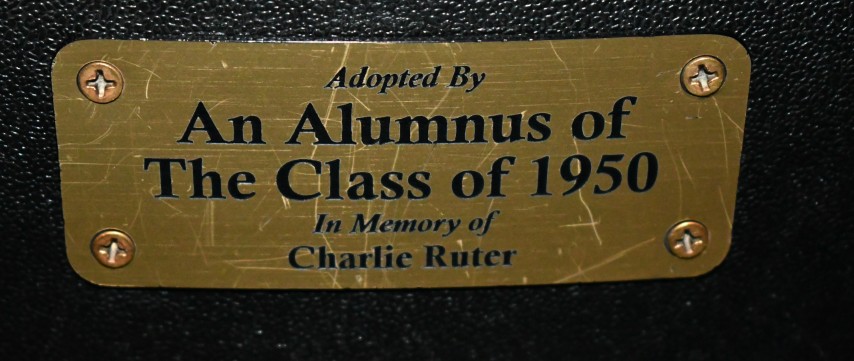 Adopted By
An Alumnus of
The Class of 1950
In Memory of
Charlie Ruter